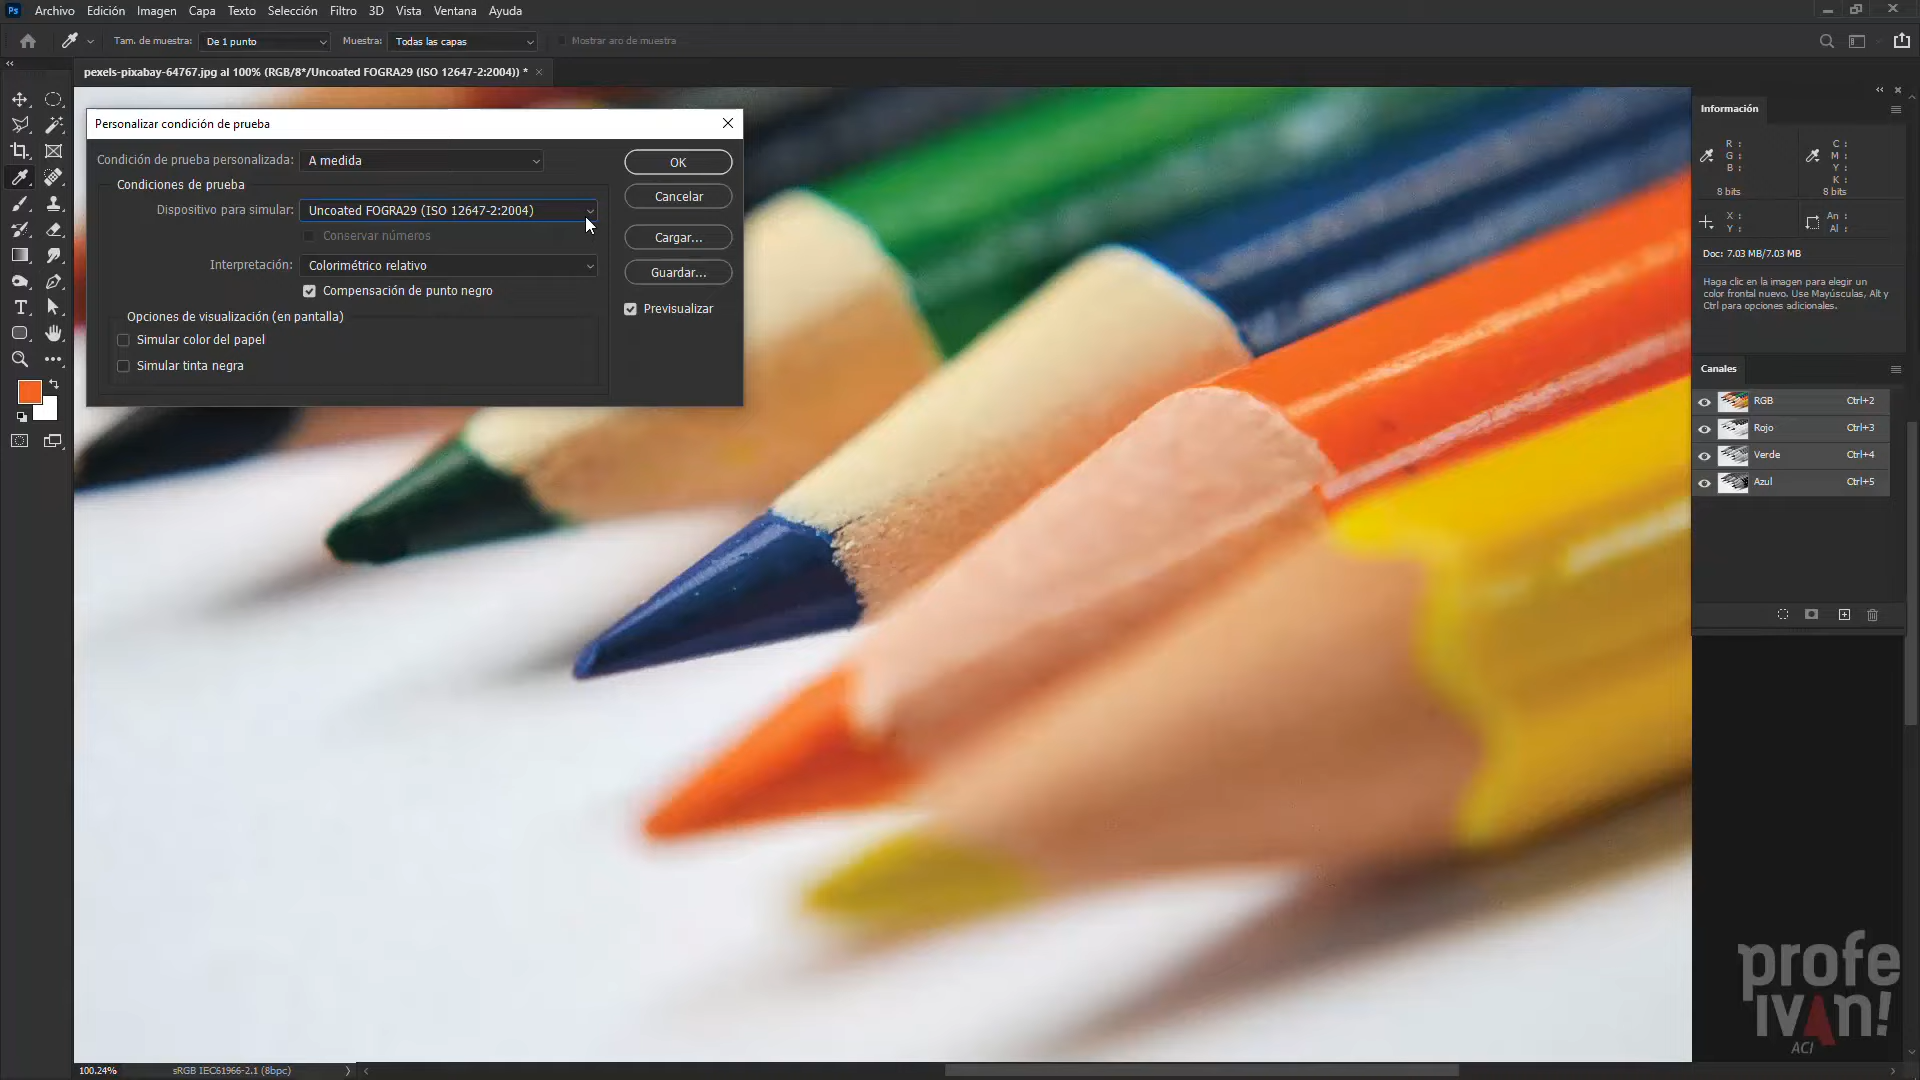 Ps Archivo Edición Imagen Capa Texto Selección Filtro 3D Vista Ventana Ayuda
Tam. de muestra: De 1 punto Muestra: Todas las capas Mostrar aro de muestra
pexels-pixabay-64767.jpg al 100% (RGB/8*/Uncoated FOGRA29 (ISO 12647-2:2004)) *
Personalizar condición de prueba
Condición de prueba personalizada: A medida
Condiciones de prueba
Dispositivo para simular: Uncoated FOGRA29 (ISO 12647-2:2004)
Conservar números
Interpretación: Colorimétrico relativo
Compensación de punto negro
Opciones de visualización (en pantalla)
Simular color del papel
Simular tinta negra
OK
Cancelar
Cargar...
Guardar...
Previsualizar
Información
R :
G :
B :
8 bits
C :
M :
Y :
K :
8 bits
X :
Y :
An :
Al :
Doc: 7.03 MB/7.03 MB
Haga clic en la imagen para elegir un
color frontal nuevo. Use Mayúsculas, Alt y
Ctrl para opciones adicionales.
Canales
RGB Ctrl+2
Rojo Ctrl+3
Verde Ctrl+4
Azul Ctrl+5
profe
IVAN!
ACI
100.24% sRGB IEC61966-2.1 (8bpc)